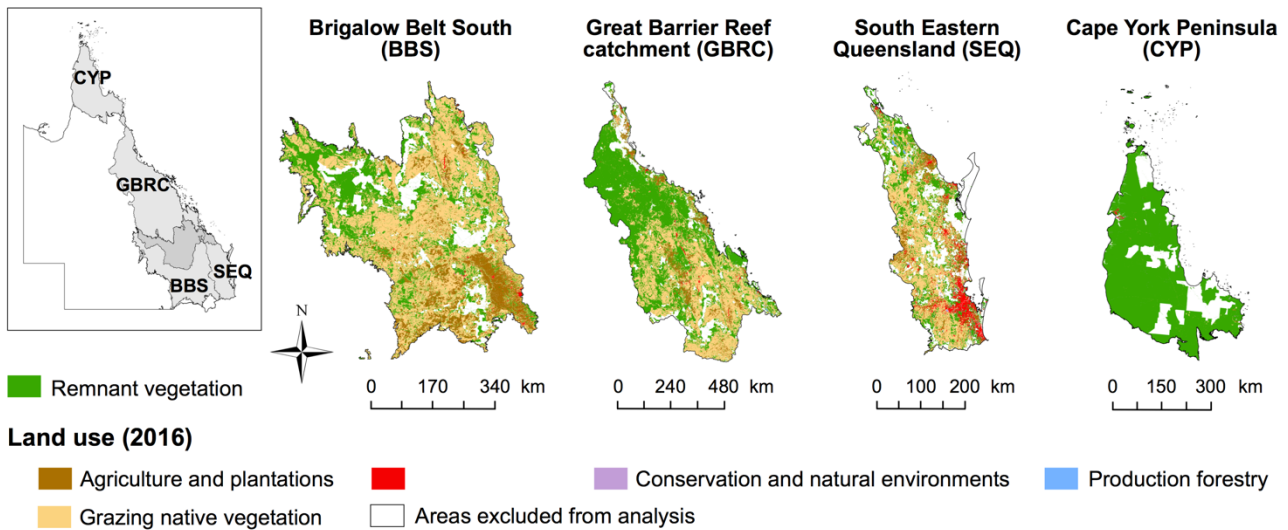 Brigalow Belt South
(BBS)
Great Barrier Reef
catchment (GBRC)
South Eastern
Queensland (SEQ)
Cape York Peninsula
(CYP)
CYP
GBRC
SEQ
BBS
N
0 170 340 km
0 240 480 km
0 100 200 km
0 150 300 km
Remnant vegetation
Land use (2016)
Agriculture and plantations
Conservation and natural environments
Production forestry
Grazing native vegetation
Areas excluded from analysis